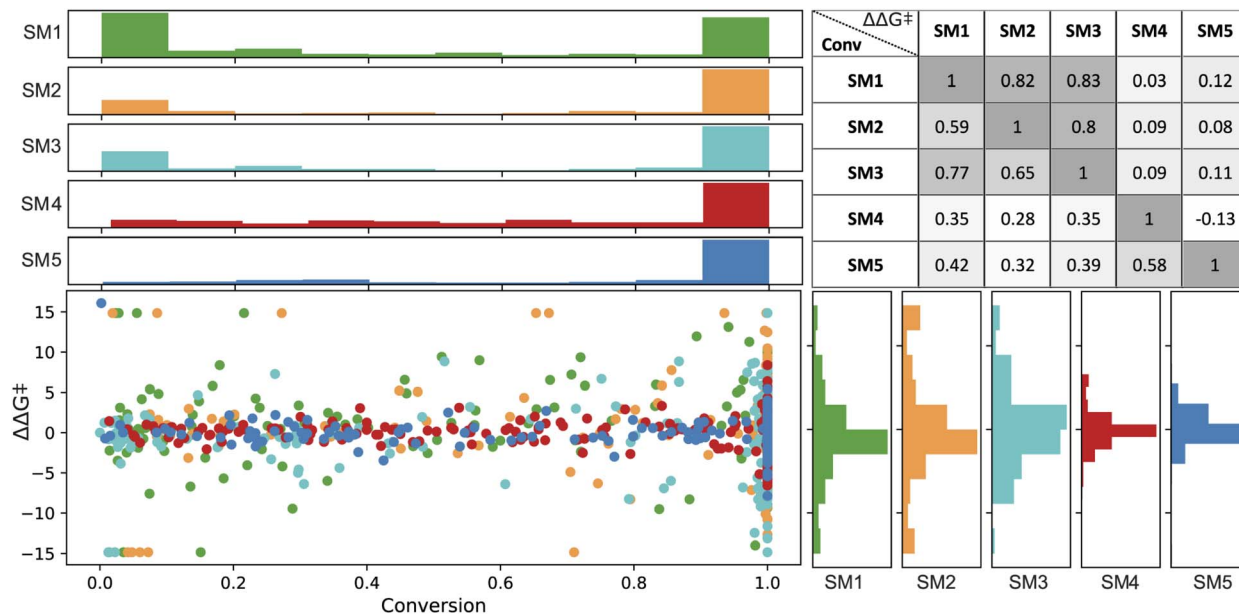 SM1
SM2
SM3
SM4
SM5
ΔΔG‡
Conv
SM1 SM2 SM3 SM4 SM5
SM1 1 0.82 0.83 0.03 0.12
SM2 0.59 1 0.8 0.09 0.08
SM3 0.77 0.65 1 0.09 0.11
SM4 0.35 0.28 0.35 1 -0.13
SM5 0.42 0.32 0.39 0.58 1
ΔΔG‡
15
10
5
0
−5
−10
−15
0.0 0.2 0.4 0.6 0.8 1.0
Conversion
SM1 SM2 SM3 SM4 SM5